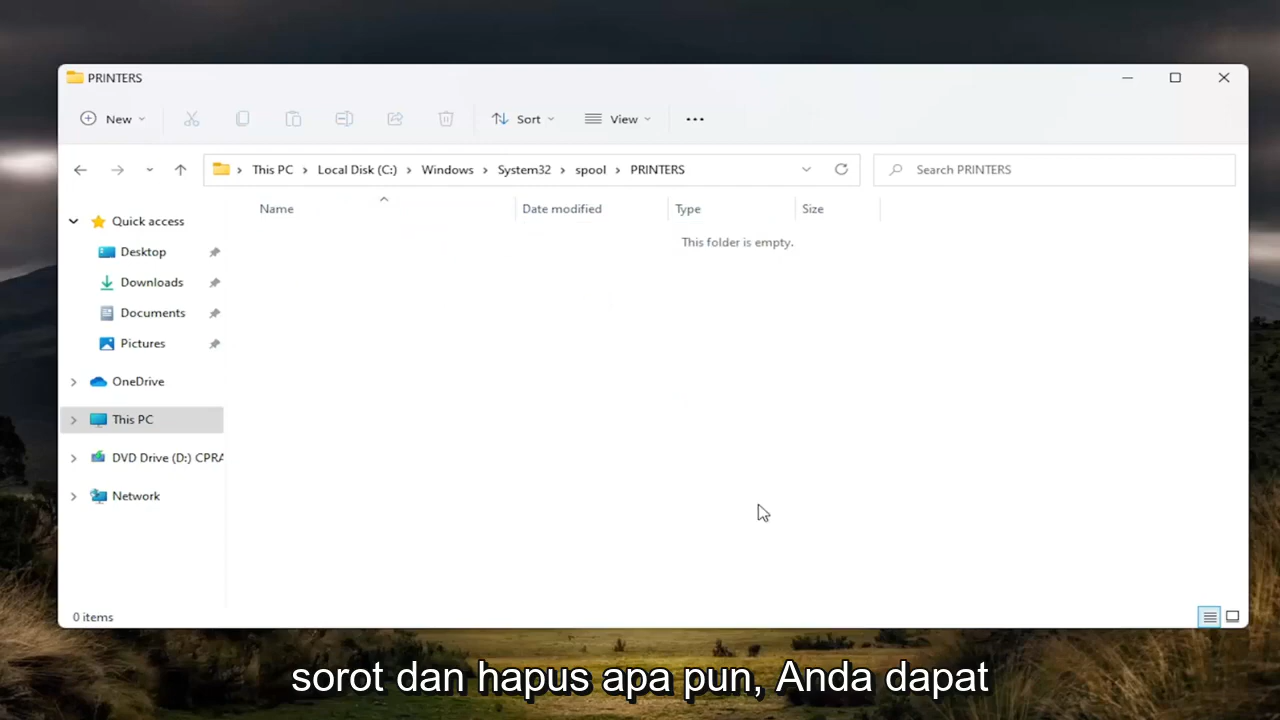 PRINTERS
New
Sort
View
This PC > Local Disk (C:) > Windows > System32 > spool > PRINTERS
Search PRINTERS
Name
Date modified
Type
Size
This folder is empty.
Quick access
Desktop
Downloads
Documents
Pictures
OneDrive
This PC
DVD Drive (D:) CPRA
Network
0 items
sorot dan hapus apa pun, Anda dapat